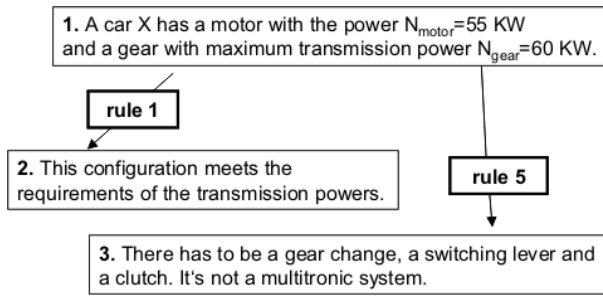 1. A car X has a motor with the power Nmotor=55 KW
and a gear with maximum transmission power Ngear=60 KW.
rule 1
2. This configuration meets the
requirements of the transmission powers.
rule 5
3. There has to be a gear change, a switching lever and
a clutch. It's not a multitronic system.